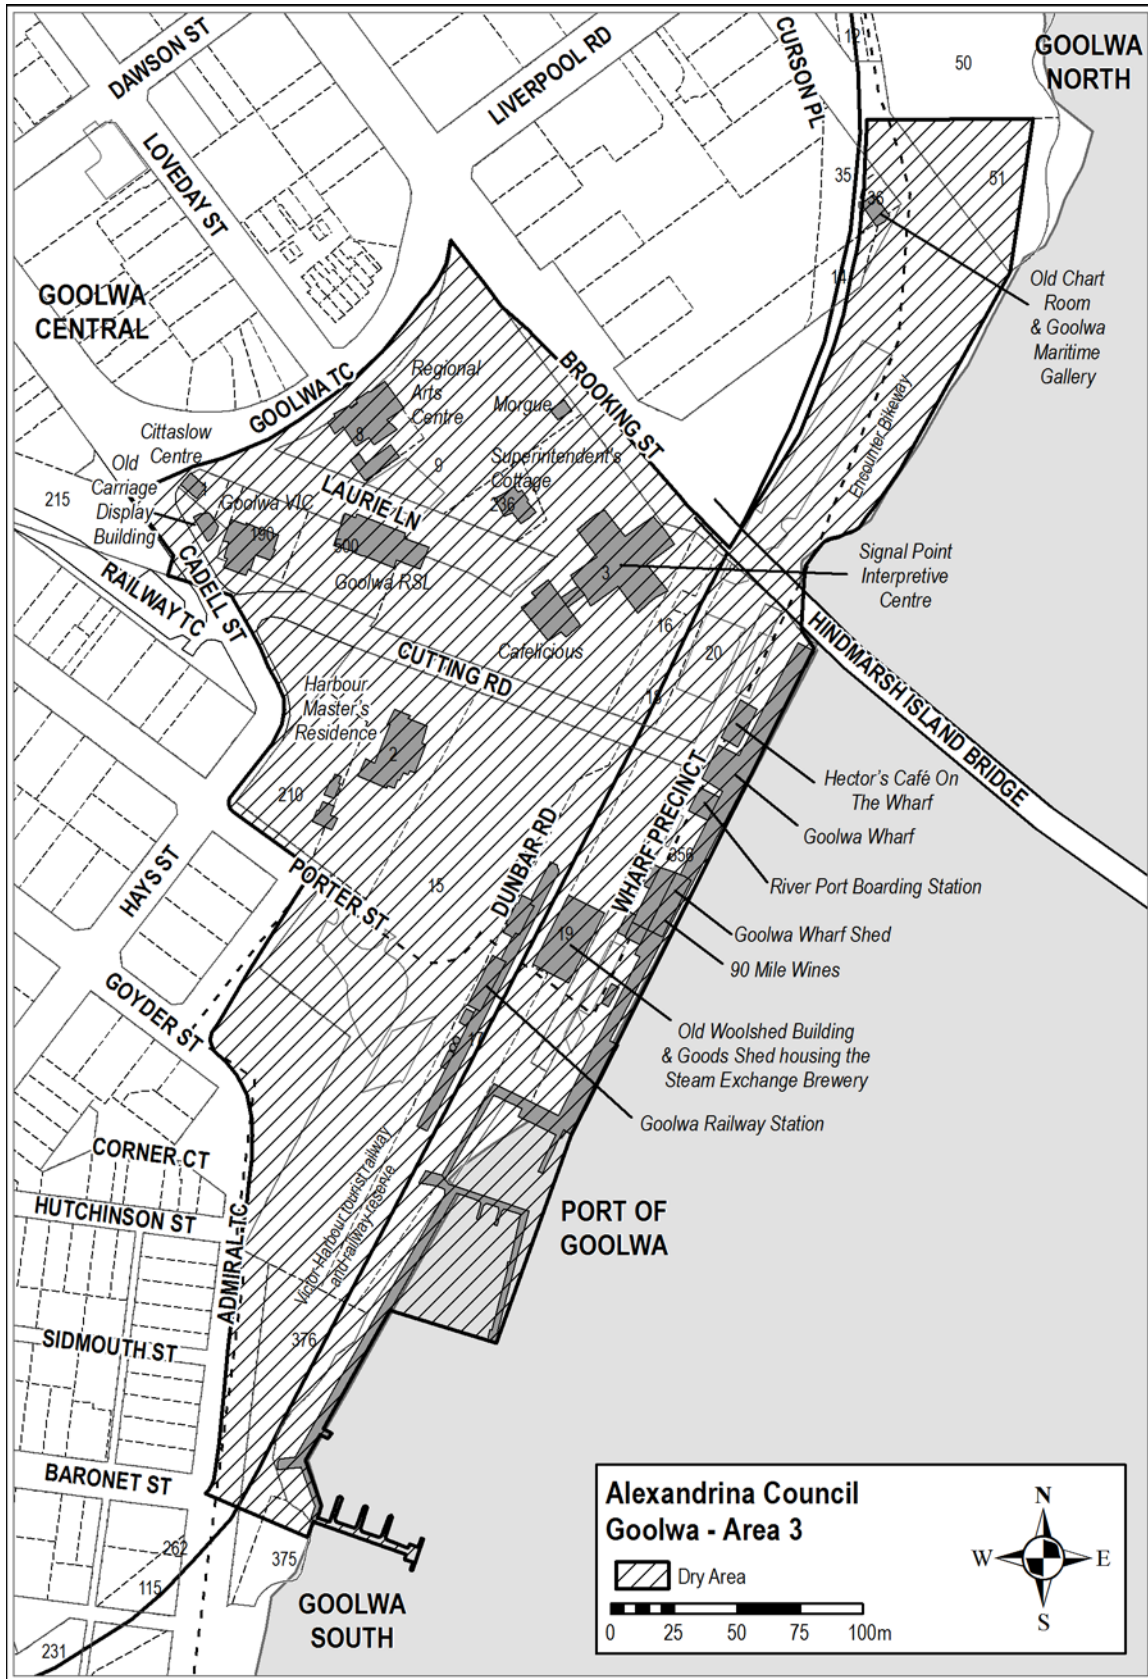 DAWSON ST
LIVERPOOL RD
CURSON PL
12
50
GOOLWA
NORTH
LOVEDAY ST
35
36
51
14
GOOLWA
CENTRAL
Old Chart
Room
& Goolwa
Maritime
Gallery
GOOLWA TC
Regional
Arts
Centre
8
9
Morgue
BROOKING ST
Encounter Bikeway
Cittaslow
Centre
1
Old
Carriage
Display
Building
215
Goolwa VIC
190
LAURIE LN
500
Goolwa RSL
Superintendent's
Cottage
236
3
Signal Point
Interpretive
Centre
Cafelicious
16
20
18
RAILWAY TC
CADELL ST
CUTTING RD
HINDMARSH ISLAND BRIDGE
Harbour
Master's
Residence
2
210
Hector's Café On
The Wharf
Goolwa Wharf
WHARF PRECINCT
356
River Port Boarding Station
DUNBAR RD
HAYS ST
PORTER ST
15
19
Goolwa Wharf Shed
90 Mile Wines
GOYDER ST
17
Old Woolshed Building
& Goods Shed housing the
Steam Exchange Brewery
Goolwa Railway Station
CORNER CT
HUTCHINSON ST
ADMIRAL TC
Victor Harbour tourist railway
and railway reserve
PORT OF
GOOLWA
SIDMOUTH ST
376
BARONET ST
262
115
375
231
GOOLWA
SOUTH
Alexandrina Council
Goolwa - Area 3
Dry Area
0 25 50 75 100m
N
W E
S